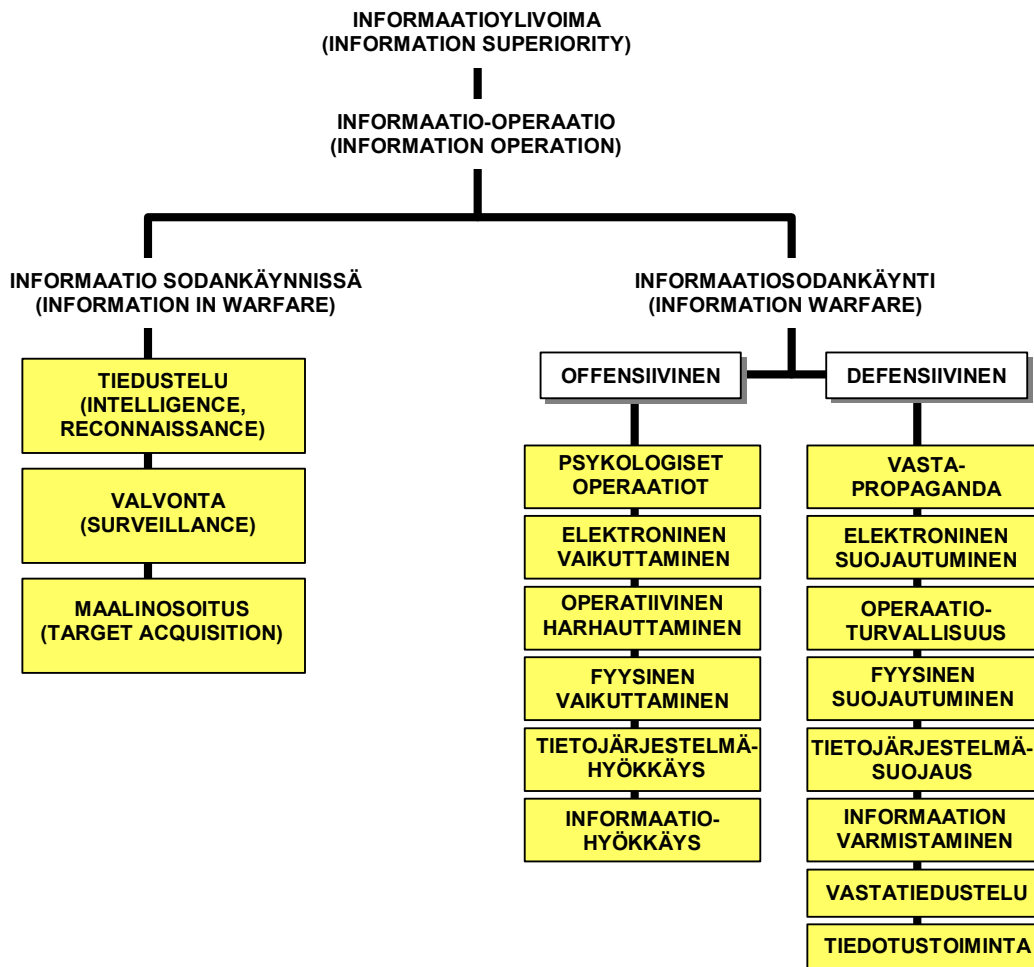 INFORMAATIOYLIVOIMA
(INFORMATION SUPERIORITY)
INFORMAATIO-OPERAATIO
(INFORMATION OPERATION)
INFORMAATIO SODANKÄYNNISSÄ
(INFORMATION IN WARFARE)
TIEDUSTELU
(INTELLIGENCE,
RECONNAISSANCE)
VALVONTA
(SURVEILLANCE)
MAALINOSOITUS
(TARGET ACQUISITION)
INFORMAATIOSODANKÄYNTI
(INFORMATION WARFARE)
OFFENSIIVINEN
PSYKOLOGISET
OPERAATIOT
ELEKTRONINEN
VAIKUTTAMINEN
OPERATIIVINEN
HARHAUTTAMINEN
FYYSINEN
VAIKUTTAMINEN
TIETOJÄRJESTELMÄ-
HYÖKKÄYS
INFORMAATIO-
HYÖKKÄYS
DEFENSIIVINEN
VASTA-
PROPAGANDA
ELEKTRONINEN
SUOJAUTUMINEN
OPERAATIO-
TURVALLISUUS
FYYSINEN
SUOJAUTUMINEN
TIETOJÄRJESTELMÄ-
SUOJAUS
INFORMAATION
VARMISTAMINEN
VASTATIEDUSTELU
TIEDOTUSTOIMINTA